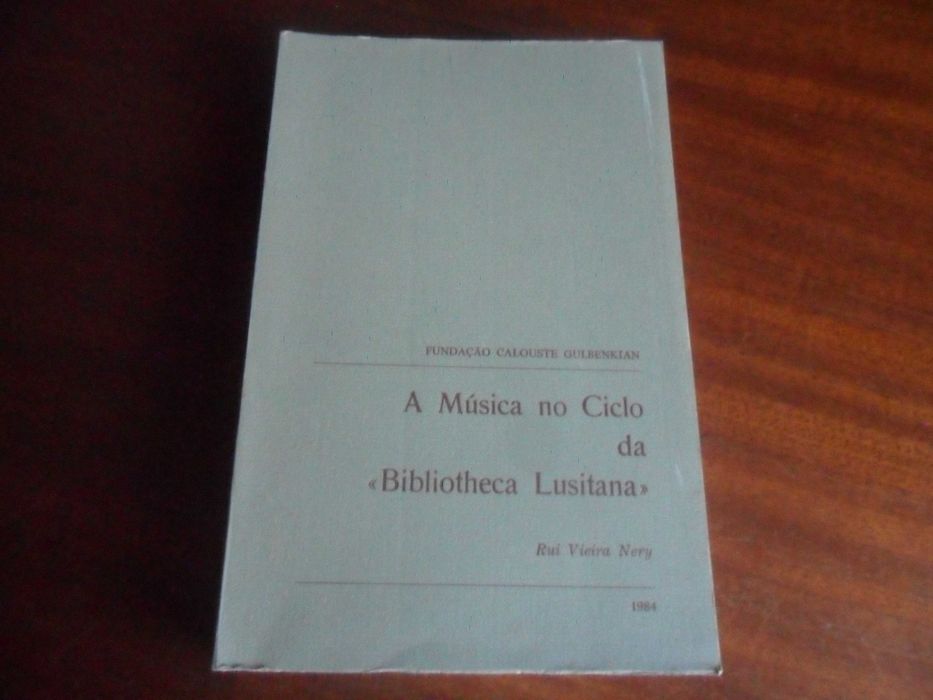 FUNDAÇÃO CALOUSTE GULBENKIAN
A Música no Ciclo
da
«Bibliotheca Lusitana»
Rui Vieira Nery
1984